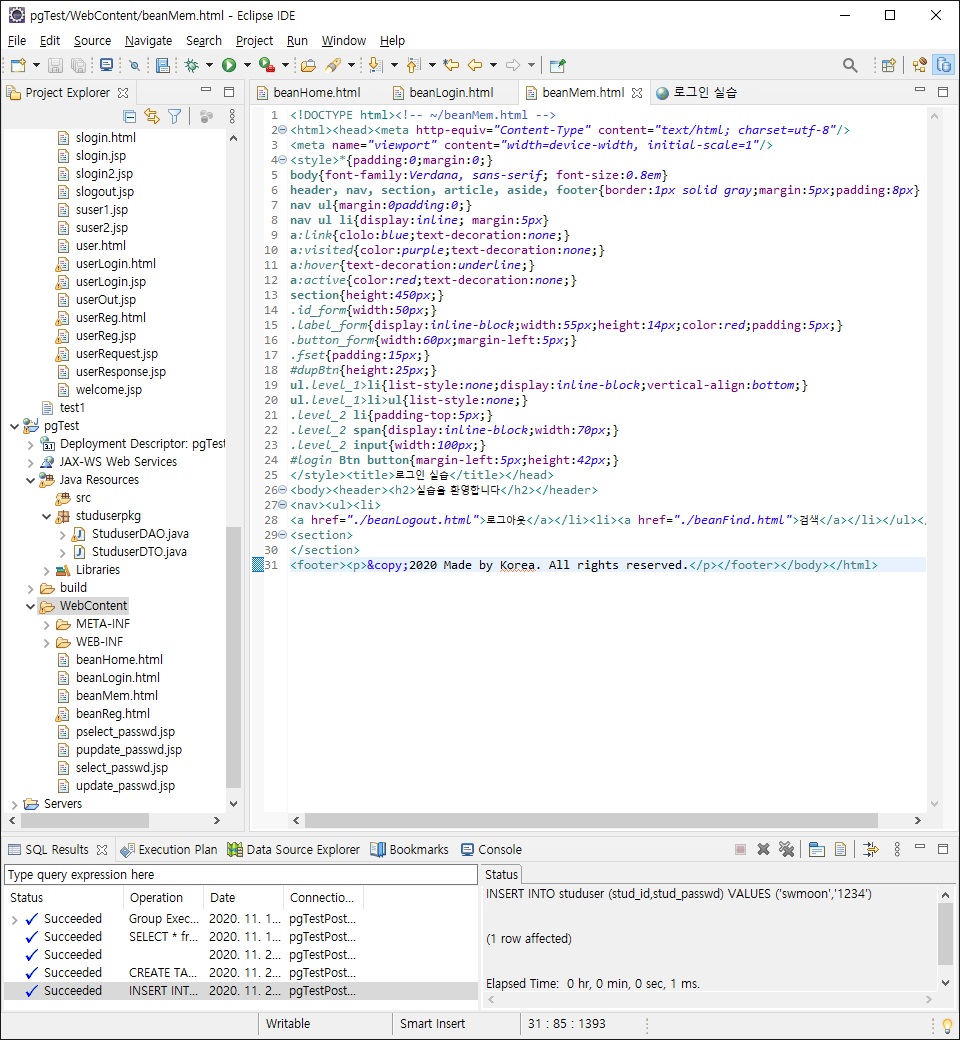 pgTest/WebContent/beanMem.html - Eclipse IDE
File Edit Source Navigate Search Project Run Window Help
Project Explorer
slogin.html
slogin.jsp
slogin2.jsp
slogout.jsp
suser1.jsp
suser2.jsp
user.html
userLogin.html
userLogin.jsp
userOut.jsp
userReg.html
userReg.jsp
userRequest.jsp
userResponse.jsp
welcome.jsp
test1
pgTest
Deployment Descriptor: pgTest
JAX-WS Web Services
Java Resources
src
studuserpkg
StuduserDAO.java
StuduserDTO.java
Libraries
build
WebContent
META-INF
WEB-INF
beanHome.html
beanLogin.html
beanMem.html
beanReg.html
pselect_passwd.jsp
pupdate_passwd.jsp
select_passwd.jsp
update_passwd.jsp
Servers
beanHome.html beanLogin.html beanMem.html 로그인 실습
1 <!DOCTYPE html><!-- ~/beanMem.html -->
2 <html><head><meta http-equiv="Content-Type" content="text/html; charset=utf-8"/>
3 <meta name="viewport" content="width=device-width, initial-scale=1"/>
4 <style>*{padding:0;margin:0;}
5 body{font-family:Verdana, sans-serif; font-size:0.8em}
6 header, nav, section, article, aside, footer{border:1px solid gray;margin:5px;padding:8px}
7 nav ul{margin:0padding:0;}
8 nav ul li{display:inline; margin:5px}
9 a:link{clolo:blue;text-decoration:none;}
10 a:visited{color:purple;text-decoration:none;}
11 a:hover{text-decoration:underline;}
12 a:active{color:red;text-decoration:none;}
13 section{height:450px;}
14 .id_form{width:50px;}
15 .label_form{display:inline-block;width:55px;height:14px;color:red;padding:5px;}
16 .button_form{width:60px;margin-left:5px;}
17 .fset{padding:15px;}
18 #dupBtn{height:25px;}
19 ul.level_1>li{list-style:none;display:inline-block;vertical-align:bottom;}
20 ul.level_1>li>ul{list-style:none;}
21 .level_2 li{padding-top:5px;}
22 .level_2 span{display:inline-block;width:70px;}
23 .level_2 input{width:100px;}
24 #login Btn button{margin-left:5px;height:42px;}
25 </style><title>로그인 실습</title></head>
26 <body><header><h2>실습을 환영합니다</h2></header>
27 <nav><ul><li>
28 <a href="./beanLogout.html">로그아웃</a></li><li><a href="./beanFind.html">검색</a></li></ul></
29 <section>
30 </section>
31 <footer><p>&copy;2020 Made by Korea. All rights reserved.</p></footer></body></html>
SQL Results Execution Plan Data Source Explorer Bookmarks Console
Type query expression here
Status Operation Date Connectio...
Succeeded Group Exec... 2020. 11. 1... pgTestPost...
Succeeded SELECT * fr... 2020. 11. 1... pgTestPost...
Succeeded 2020. 11. 2... pgTestPost...
Succeeded CREATE TA... 2020. 11. 2... pgTestPost...
Succeeded INSERT INT... 2020. 11. 2... pgTestPost...
Status
INSERT INTO studuser (stud_id,stud_passwd) VALUES ('swmoon','1234')
(1 row affected)
Elapsed Time: 0 hr, 0 min, 0 sec, 1 ms.
Writable Smart Insert 31 : 85 : 1393